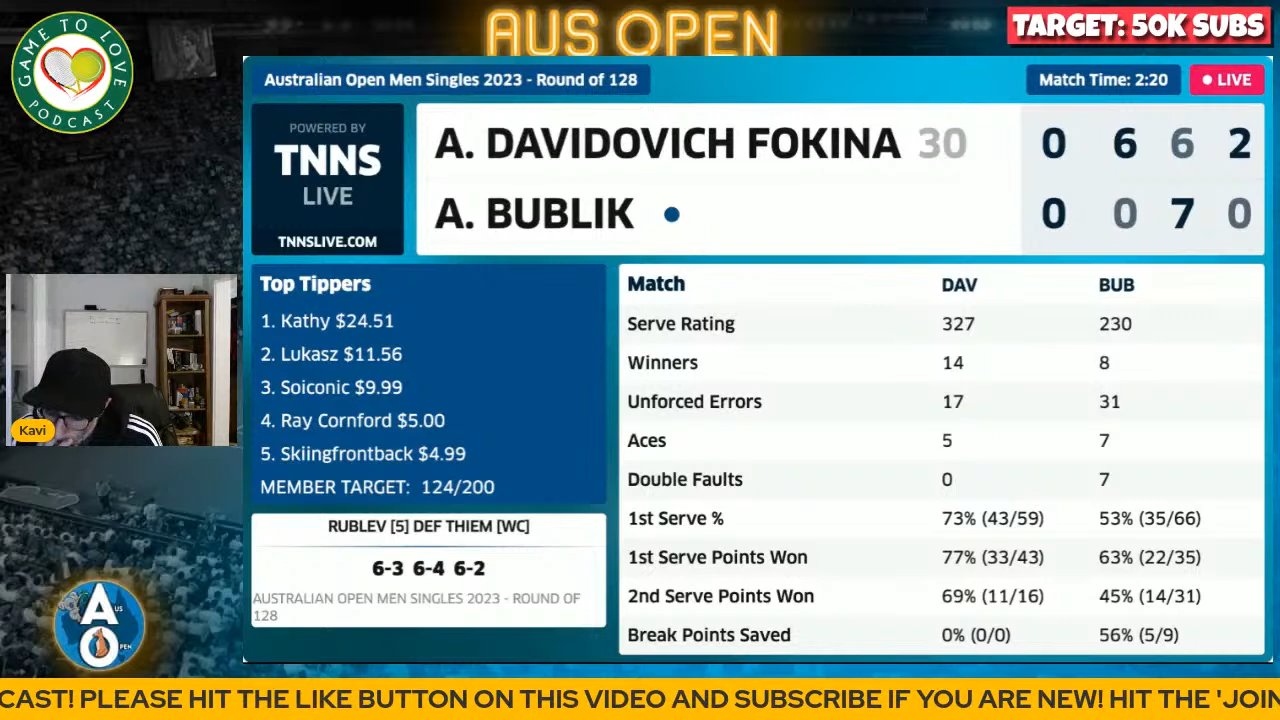 GAME TO LOVE
PODCAST
AUS OPEN
TARGET: 50K SUBS
Australian Open Men Singles 2023 - Round of 128
Match Time: 2:20
LIVE
POWERED BY
TNNS
LIVE
TNNSLIVE.COM
A. DAVIDOVICH FOKINA 30 0 6 6 2
A. BUBLIK 0 0 7 0
Top Tippers
1. Kathy $24.51
2. Lukasz $11.56
3. Soiconic $9.99
4. Ray Cornford $5.00
5. Skiingfrontback $4.99
MEMBER TARGET: 124/200
RUBLEV [5] DEF THIEM [WC]
6-3 6-4 6-2
AUSTRALIAN OPEN MEN SINGLES 2023 - ROUND OF
128
Match DAV BUB
Serve Rating 327 230
Winners 14 8
Unforced Errors 17 31
Aces 5 7
Double Faults 0 7
1st Serve % 73% (43/59) 53% (35/66)
1st Serve Points Won 77% (33/43) 63% (22/35)
2nd Serve Points Won 69% (11/16) 45% (14/31)
Break Points Saved 0% (0/0) 56% (5/9)
Kavi
AUS
OPEN
CAST! PLEASE HIT THE LIKE BUTTON ON THIS VIDEO AND SUBSCRIBE IF YOU ARE NEW! HIT THE 'JOIN